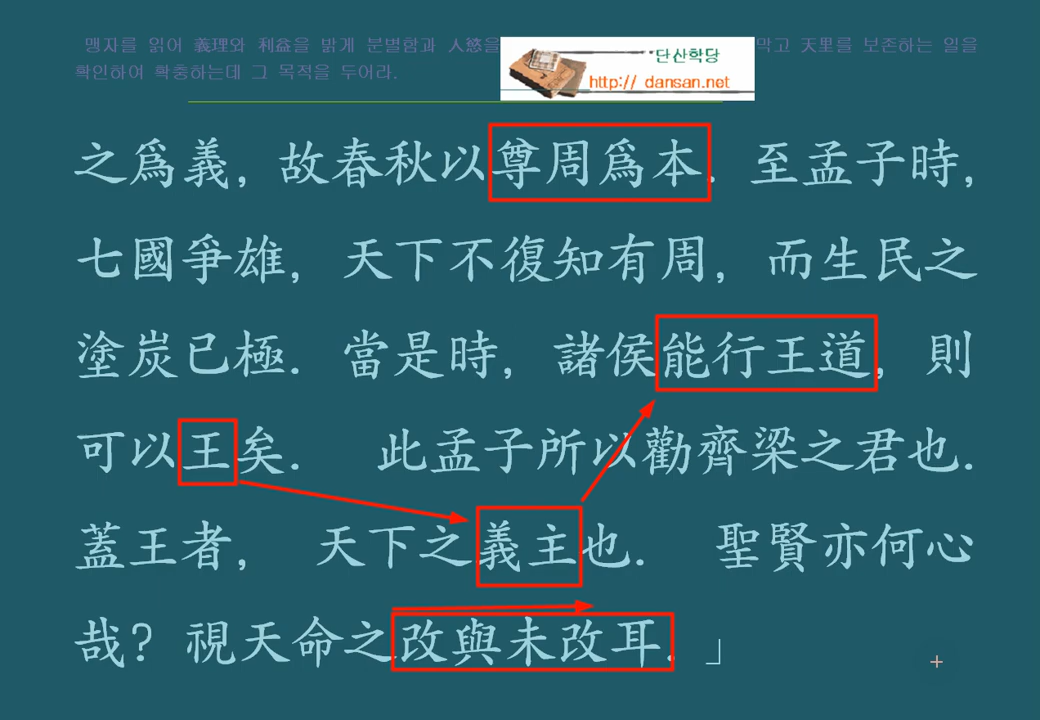 맹자를 읽어 義理와 利益을 밝게 분별함과 人慾을 막고 天里를 보존하는 일을
확인하여 확충하는데 그 목적을 두어라.
단산학당
http:// dansan.net
之爲義, 故春秋以尊周爲本. 至孟子時,
七國爭雄, 天下不復知有周, 而生民之
塗炭已極. 當是時, 諸侯能行王道, 則
可以王矣. 此孟子所以勸齊梁之君也.
蓋王者, 天下之義主也. 聖賢亦何心
哉? 視天命之改與未改耳.」